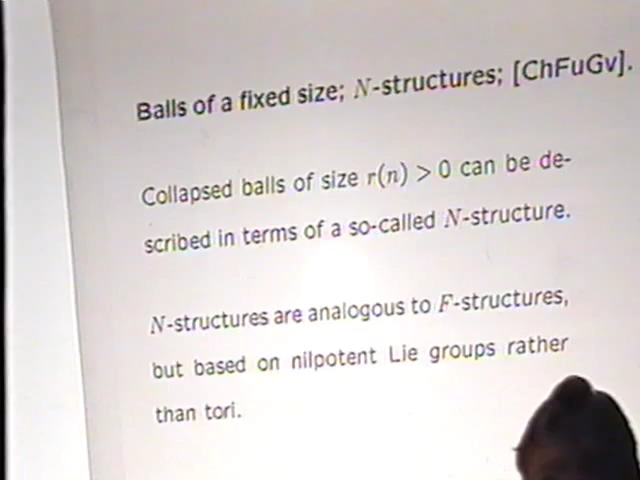 Balls of a fixed size; N-structures; [ChFuGv].
Collapsed balls of size r(n) > 0 can be de-
scribed in terms of a so-called N-structure.
N-structures are analogous to F-structures,
but based on nilpotent Lie groups rather
than tori.